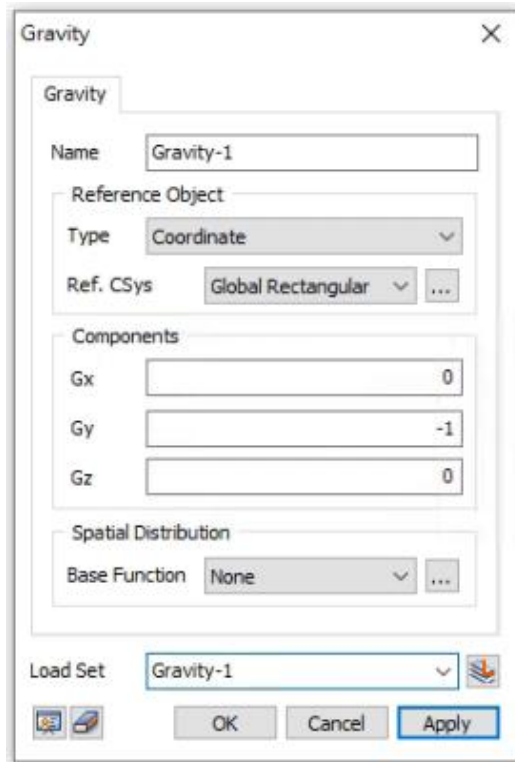 Gravity
Gravity
Name Gravity-1
Reference Object
Type Coordinate
Ref. CSys Global Rectangular ...
Components
Gx 0
Gy -1
Gz 0
Spatial Distribution
Base Function None ...
Load Set Gravity-1
OK Cancel Apply